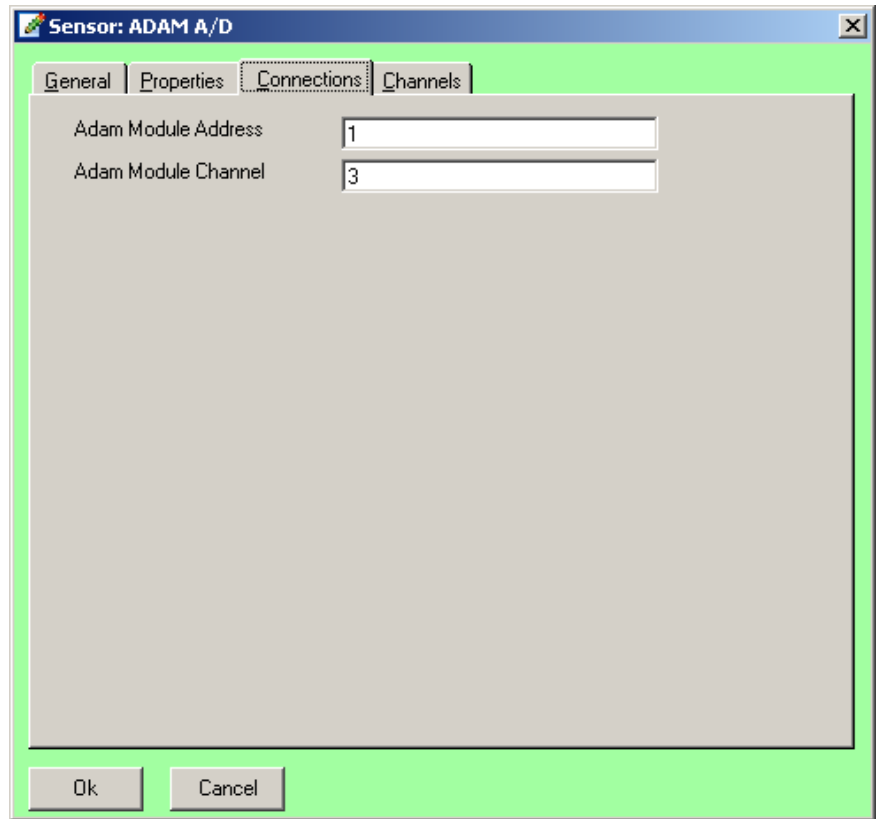 Sensor: ADAM A/D
General Properties Connections Channels
Adam Module Address 1
Adam Module Channel 3
Ok Cancel